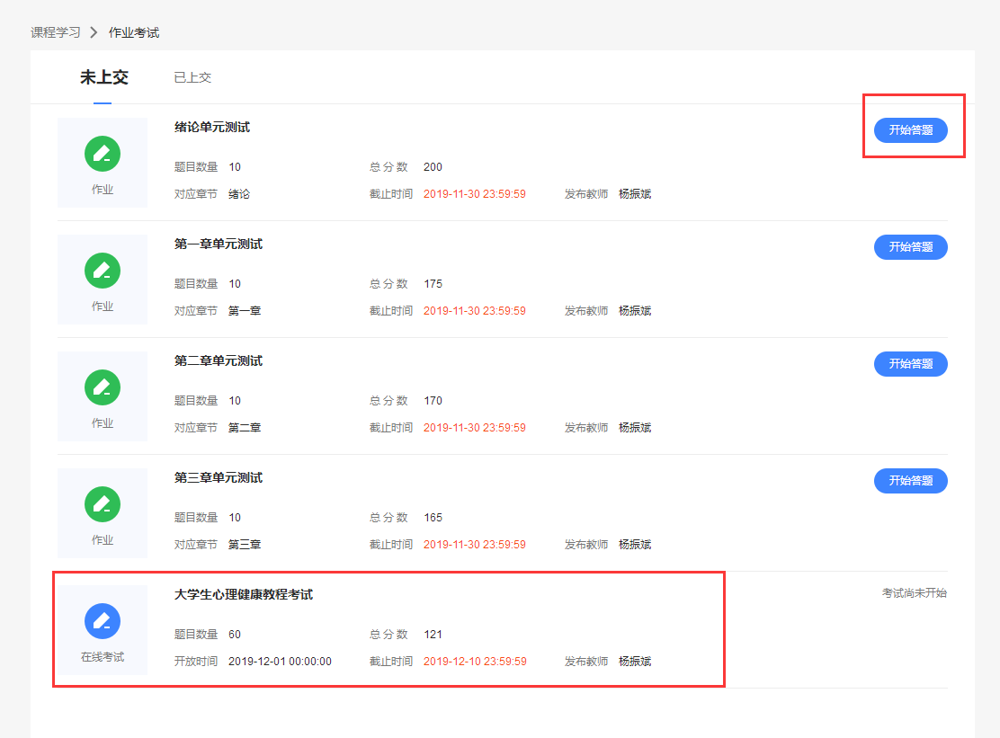 课程学习 > 作业考试
未上交 已上交
绪论单元测试 开始答题
题目数量 10 总分数 200
作业
对应章节 绪论 截止时间 2019-11-30 23:59:59 发布教师 杨振斌
第一章单元测试 开始答题
题目数量 10 总分数 175
作业
对应章节 第一章 截止时间 2019-11-30 23:59:59 发布教师 杨振斌
第二章单元测试 开始答题
题目数量 10 总分数 170
作业
对应章节 第二章 截止时间 2019-11-30 23:59:59 发布教师 杨振斌
第三章单元测试 开始答题
题目数量 10 总分数 165
作业
对应章节 第三章 截止时间 2019-11-30 23:59:59 发布教师 杨振斌
大学生心理健康教程考试 考试尚未开始
题目数量 60 总分数 121
在线考试
开放时间 2019-12-01 00:00:00 截止时间 2019-12-10 23:59:59 发布教师 杨振斌